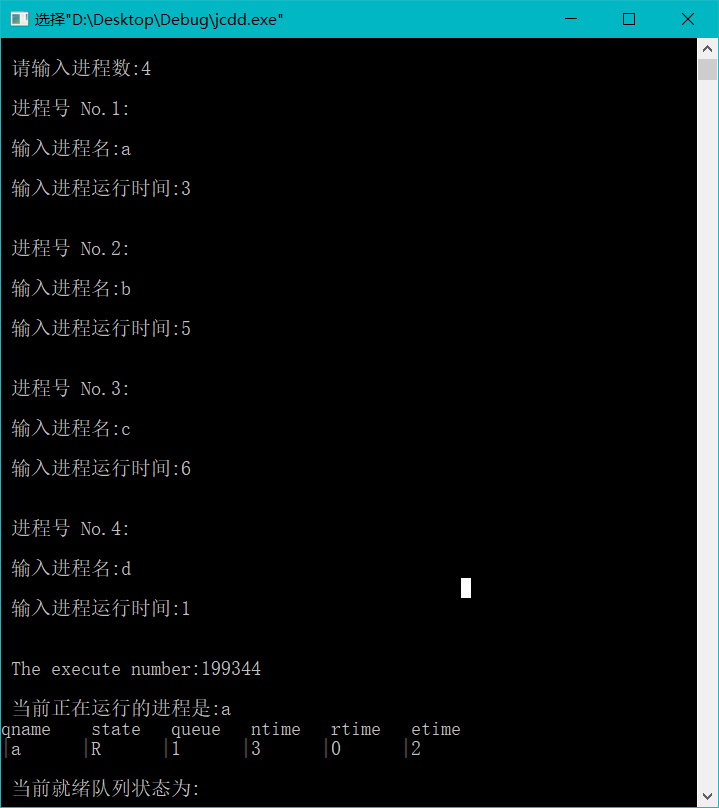 选择"D:\Desktop\Debug\jcdd.exe"
请输入进程数:4
进程号 No.1:
输入进程名:a
输入进程运行时间:3
进程号 No.2:
输入进程名:b
输入进程运行时间:5
进程号 No.3:
输入进程名:c
输入进程运行时间:6
进程号 No.4:
输入进程名:d
输入进程运行时间:1
The execute number:199344
当前正在运行的进程是:a
qname state queue ntime rtime etime
|a |R |1 |3 |0 |2
当前就绪队列状态为: